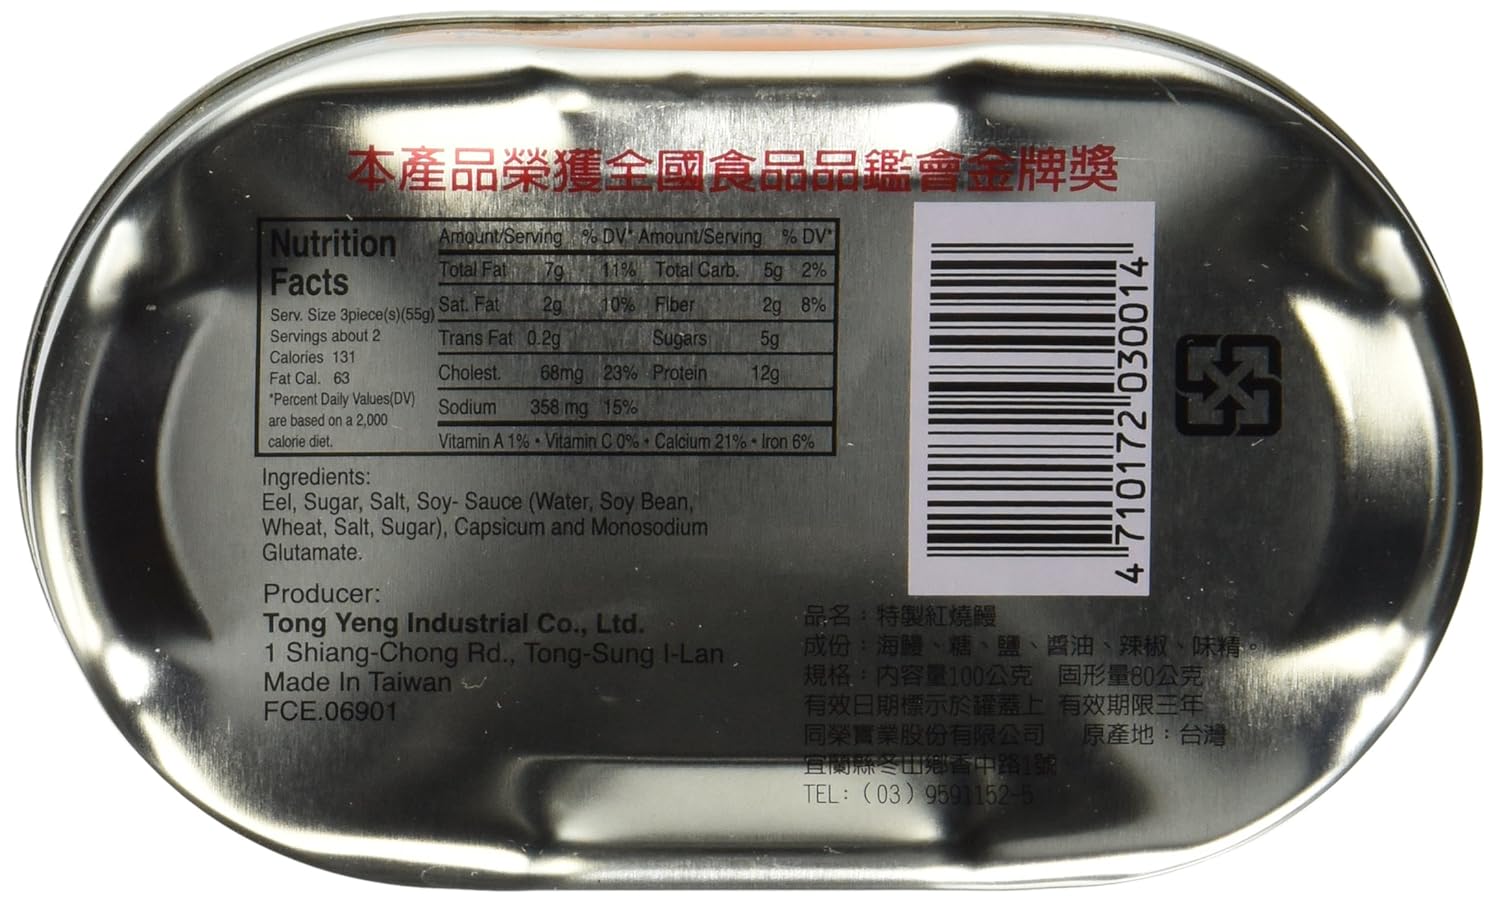 本產品榮獲全國食品品鑑會金牌獎
Nutrition Facts
Serv. Size 3piece(s)(55g)
Servings about 2
Calories 131
Fat Cal. 63
*Percent Daily Values(DV)
are based on a 2,000
calorie diet.
Amount/Serving % DV* Amount/Serving % DV*
Total Fat 7g 11% Total Carb. 5g 2%
Sat. Fat 2g 10% Fiber 2g 8%
Trans Fat 0.2g Sugars 5g
Cholest. 68mg 23% Protein 12g
Sodium 358 mg 15%
Vitamin A 1% • Vitamin C 0% • Calcium 21% • Iron 6%
Ingredients:
Eel, Sugar, Salt, Soy- Sauce (Water, Soy Bean,
Wheat, Salt, Sugar), Capsicum and Monosodium
Glutamate.
Producer:
Tong Yeng Industrial Co., Ltd.
1 Shiang-Chong Rd., Tong-Sung I-Lan
Made In Taiwan
FCE.06901
4 710172 030014
品名：特製紅燒鰻
成份：海鰻、糖、鹽、醬油、辣椒、味精。
規格：內容量100公克 固形量80公克
有效日期標示於罐蓋上 有效期限三年
同榮實業股份有限公司 原產地：台灣
宜蘭縣冬山鄉香中路1號
TEL:（03）9591152-5